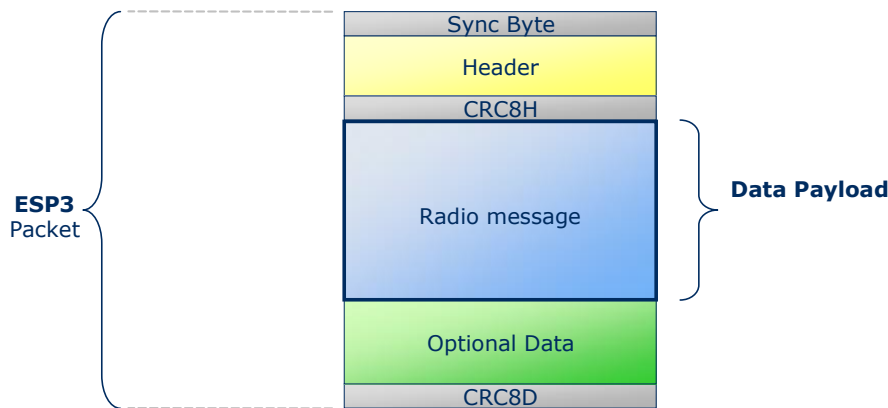 Sync Byte
Header
CRC8H
Radio message
Data Payload
ESP3
Packet
Optional Data
CRC8D